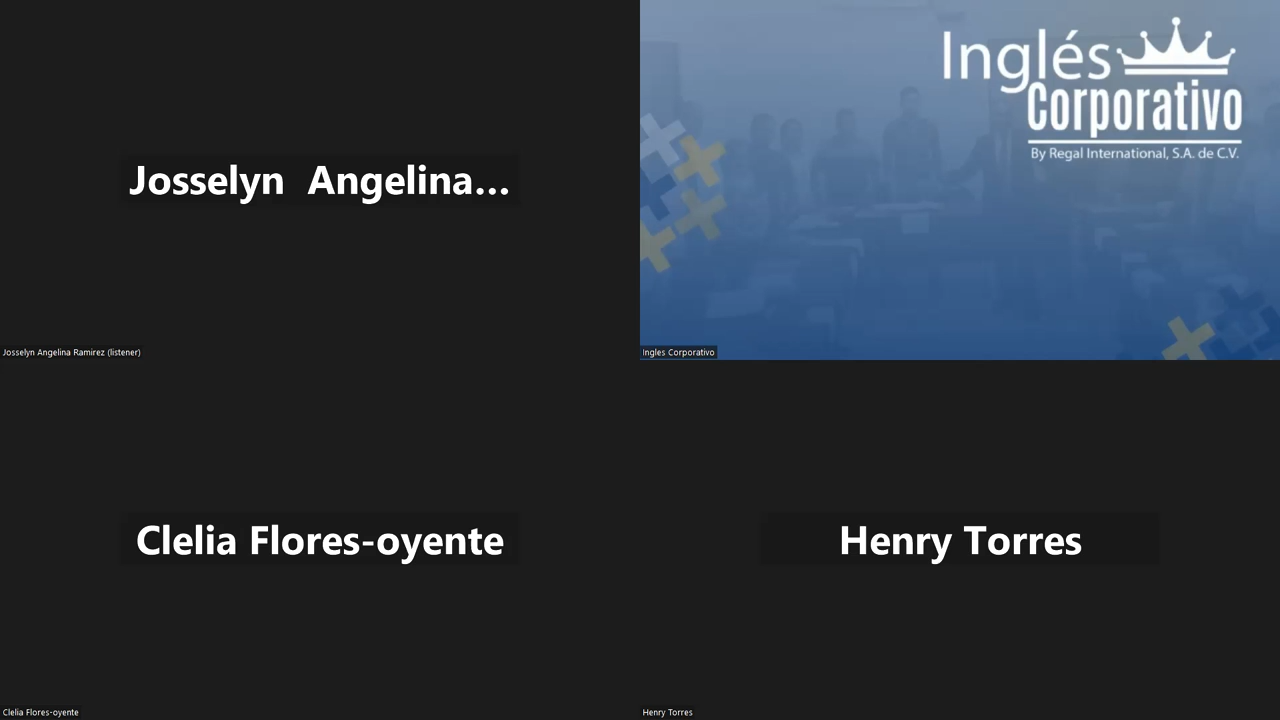 Josselyn  Angelina...
Josselyn Angelina Ramirez (listener)
Inglés
Corporativo
By Regal International, S.A. de C.V.
Ingles Corporativo
Clelia Flores-oyente
Clelia Flores-oyente
Henry Torres
Henry Torres